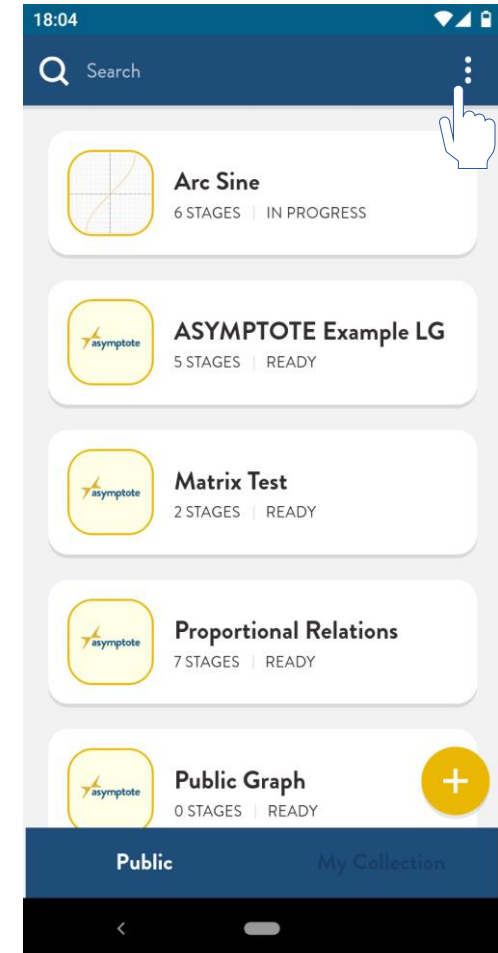 18:04
Search
Arc Sine
6 STAGES | IN PROGRESS
asymptote
ASYMPTOTE Example LG
5 STAGES | READY
asymptote
Matrix Test
2 STAGES | READY
asymptote
Proportional Relations
7 STAGES | READY
asymptote
Public Graph
0 STAGES | READY
Public My Collection